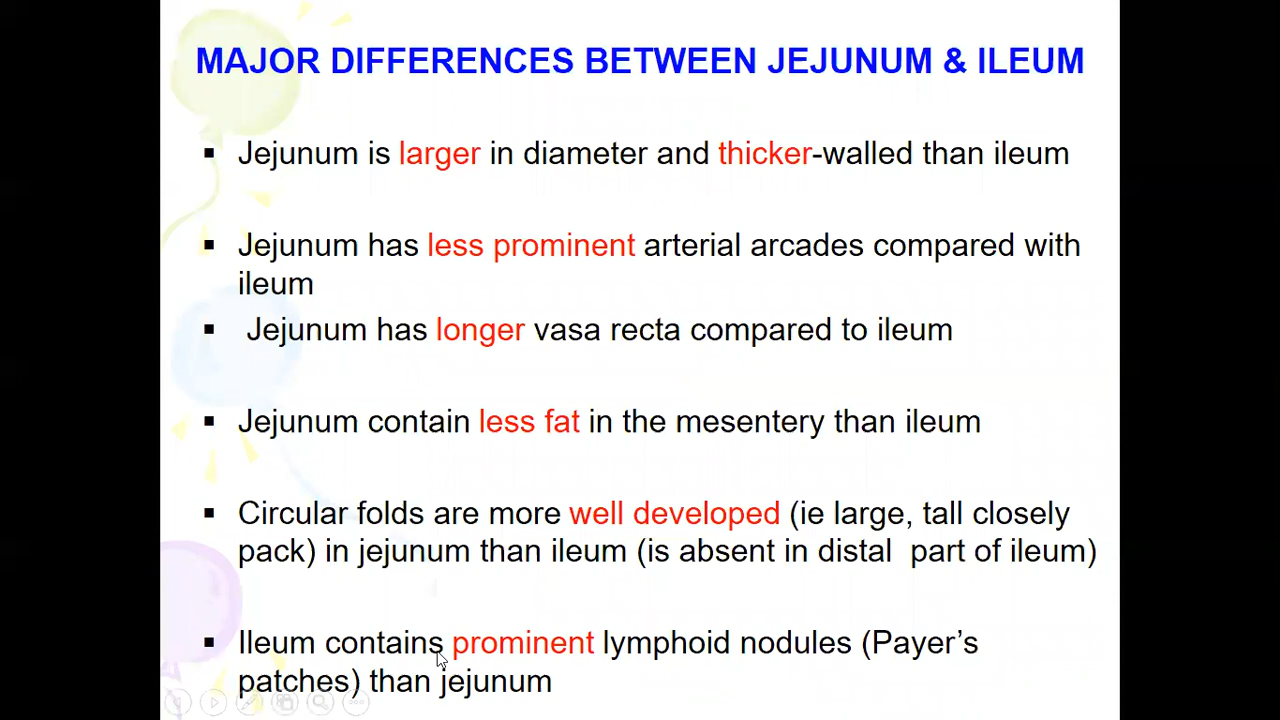 MAJOR DIFFERENCES BETWEEN JEJUNUM & ILEUM
▪ Jejunum is larger in diameter and thicker-walled than ileum
▪ Jejunum has less prominent arterial arcades compared with
ileum
▪ Jejunum has longer vasa recta compared to ileum
▪ Jejunum contain less fat in the mesentery than ileum
▪ Circular folds are more well developed (ie large, tall closely
pack) in jejunum than ileum (is absent in distal part of ileum)
▪ Ileum contains prominent lymphoid nodules (Payer's
patches) than jejunum